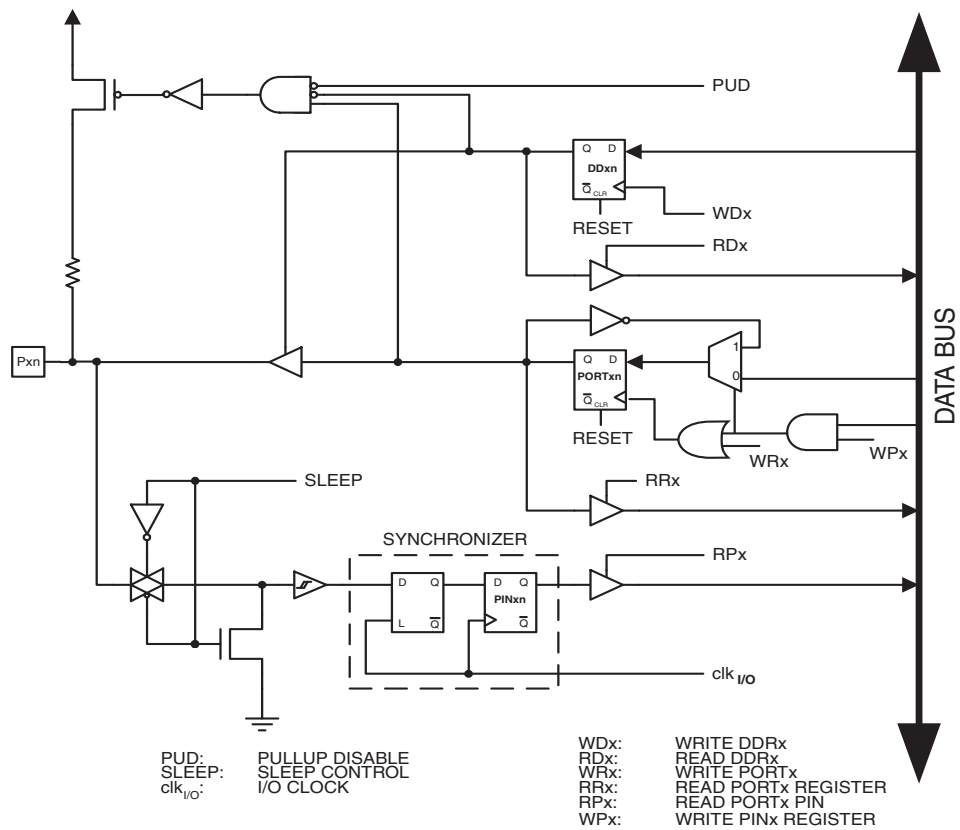 PUD
Q D
DDxn
Q CLR
WDx
RESET
RDx
Pxn
1
Q D
PORTxn
0
Q CLR
RESET
WRx
WPx
DATA BUS
SLEEP
RRx
SYNCHRONIZER
RPx
D Q
L Q
D Q
PINxn
Q
clk I/O
PUD: PULLUP DISABLE
SLEEP: SLEEP CONTROL
clkI/O: I/O CLOCK
WDx: WRITE DDRx
RDx: READ DDRx
WRx: WRITE PORTx
RRx: READ PORTx REGISTER
RPx: READ PORTx PIN
WPx: WRITE PINx REGISTER